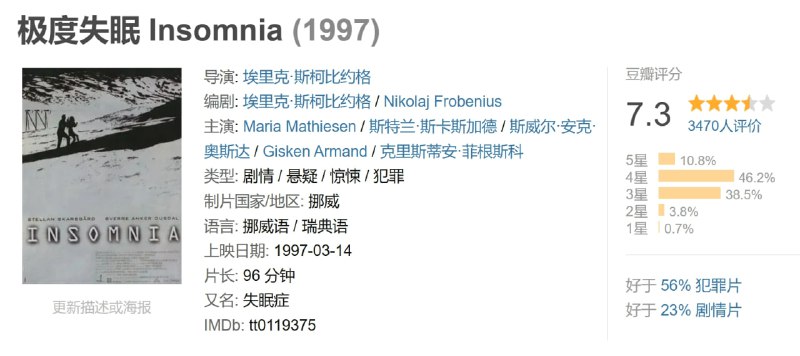 极度失眠 Insomnia (1997)
STELLAN SKARSGÅRD SVERRE ANKER OUSDAL
INSOMNIA
更新描述或海报
导演: 埃里克·斯柯比约格
编剧: 埃里克·斯柯比约格 / Nikolaj Frobenius
主演: Maria Mathiesen / 斯特兰·斯卡斯加德 / 斯威尔·安克·
奥斯达 / Gisken Armand / 克里斯蒂安·菲根斯科
类型: 剧情 / 悬疑 / 惊悚 / 犯罪
制片国家/地区: 挪威
语言: 挪威语 / 瑞典语
上映日期: 1997-03-14
片长: 96 分钟
又名: 失眠症
IMDb: tt0119375
豆瓣评分
7.3
3470人评价
5星 10.8%
4星 46.2%
3星 38.5%
2星 3.8%
1星 0.7%
好于 56% 犯罪片
好于 23% 剧情片